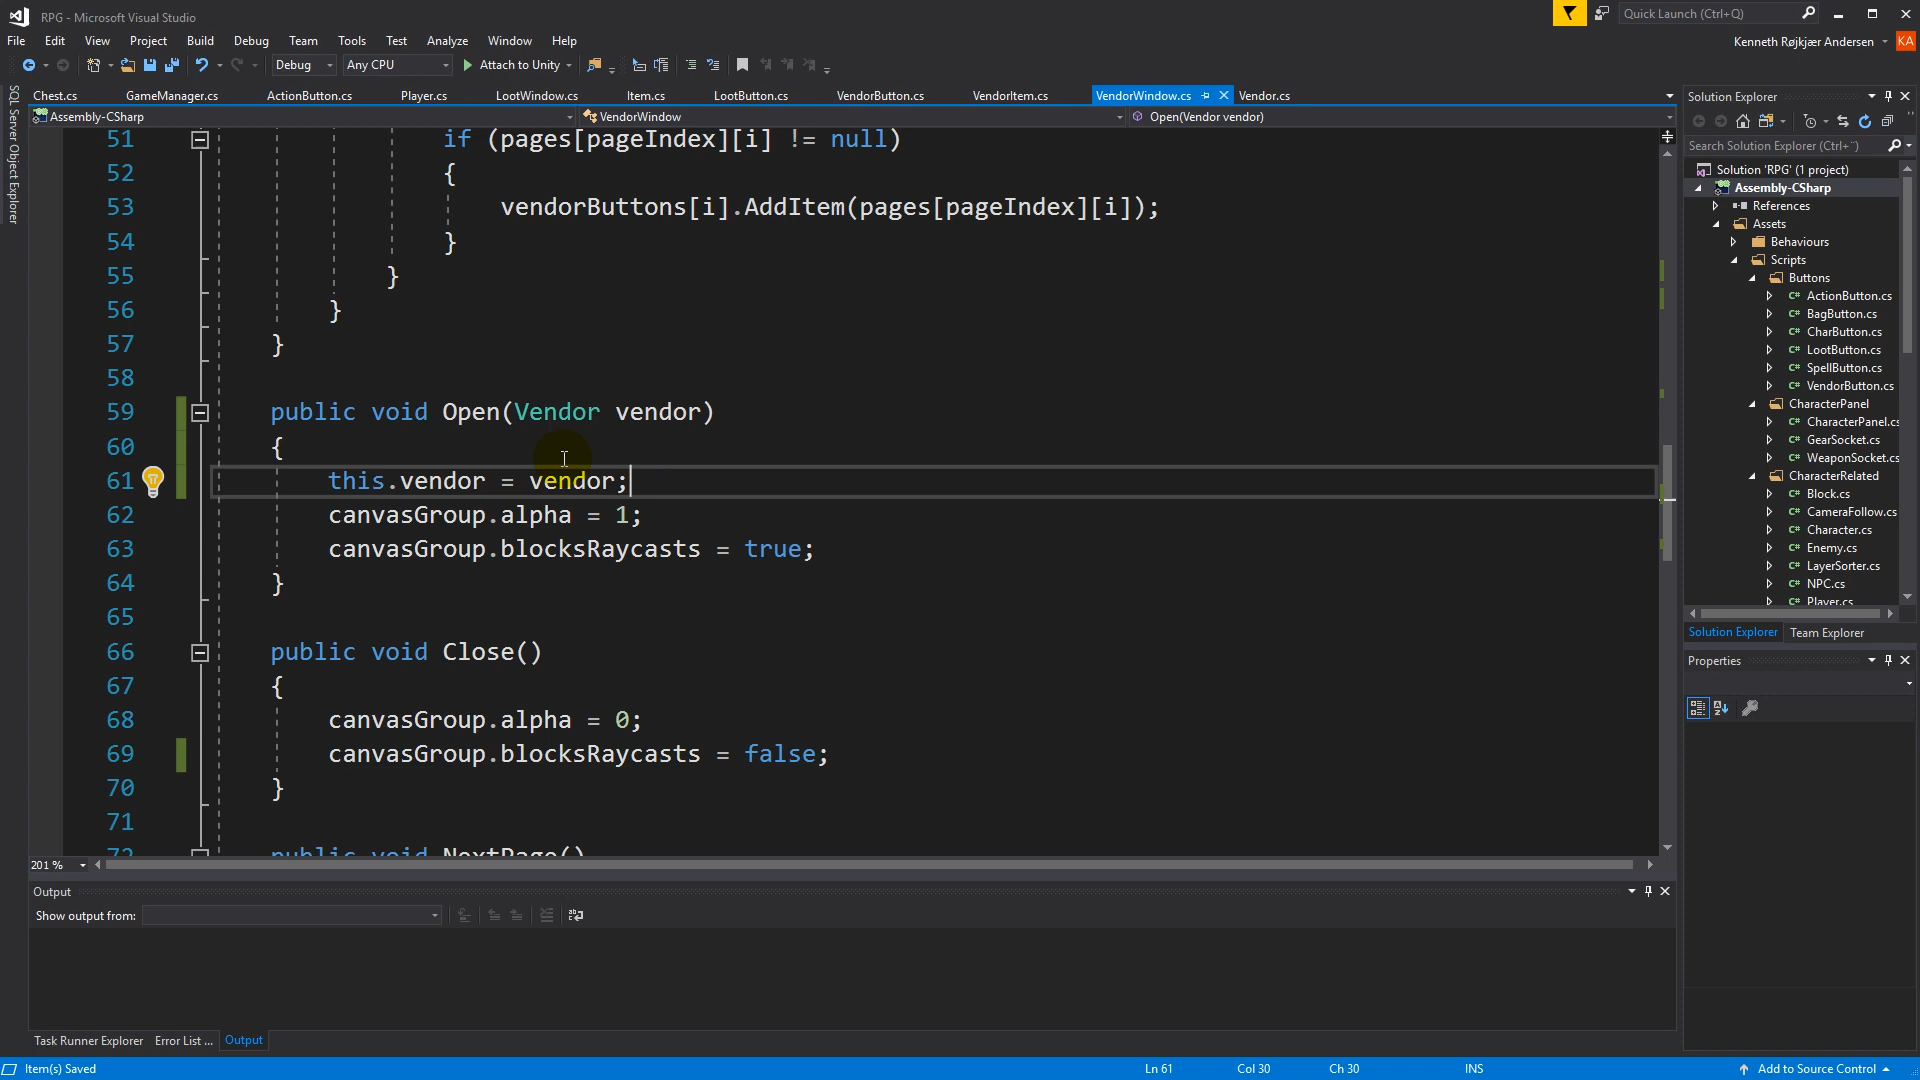 RPG - Microsoft Visual Studio
Quick Launch (Ctrl+Q)
File Edit View Project Build Debug Team Tools Test Analyze Window Help
Kenneth Røjkjær Andersen KA
Debug Any CPU Attach to Unity
SQL Server Object Explorer
Chest.cs GameManager.cs ActionButton.cs Player.cs LootWindow.cs Item.cs LootButton.cs VendorButton.cs VendorItem.cs VendorWindow.cs Vendor.cs
Assembly-CSharp VendorWindow Open(Vendor vendor)
51 if (pages[pageIndex][i] != null)
52 {
53 vendorButtons[i].AddItem(pages[pageIndex][i]);
54 }
55 }
56 }
57 }
58
59 public void Open(Vendor vendor)
60 {
61 this.vendor = vendor;
62 canvasGroup.alpha = 1;
63 canvasGroup.blocksRaycasts = true;
64 }
65
66 public void Close()
67 {
68 canvasGroup.alpha = 0;
69 canvasGroup.blocksRaycasts = false;
70 }
71
72 public void NextPage()
201 %
Output
Show output from:
Task Runner Explorer Error List ... Output
Item(s) Saved Ln 61 Col 30 Ch 30 INS Add to Source Control
Solution Explorer
Search Solution Explorer (Ctrl+¨)
Solution 'RPG' (1 project)
Assembly-CSharp
References
Assets
Behaviours
Scripts
Buttons
C# ActionButton.cs
C# BagButton.cs
C# CharButton.cs
C# LootButton.cs
C# SpellButton.cs
C# VendorButton.cs
CharacterPanel
C# CharacterPanel.cs
C# GearSocket.cs
C# WeaponSocket.cs
CharacterRelated
C# Block.cs
C# CameraFollow.cs
C# Character.cs
C# Enemy.cs
C# LayerSorter.cs
C# NPC.cs
C# Player.cs
Solution Explorer Team Explorer
Properties